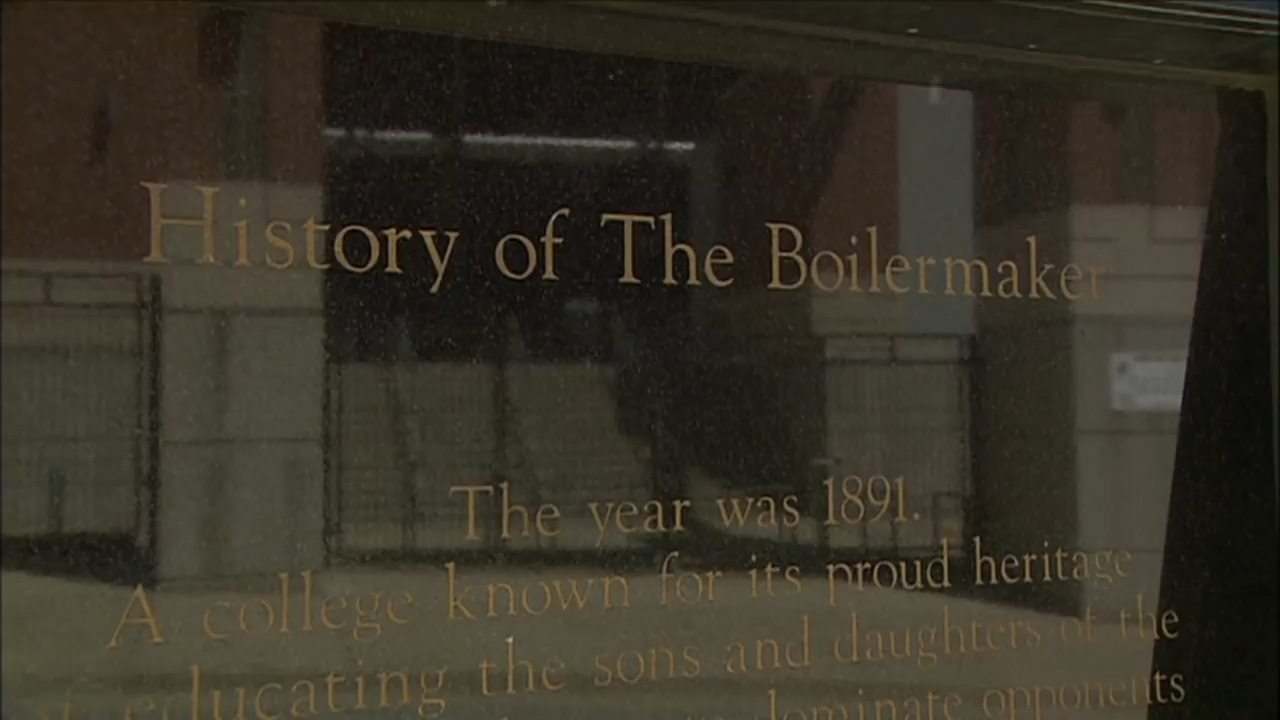 History of The Boilermaker
The year was 1891.
A college known for its proud heritage
of educating the sons and daughters of the
dominate opponents